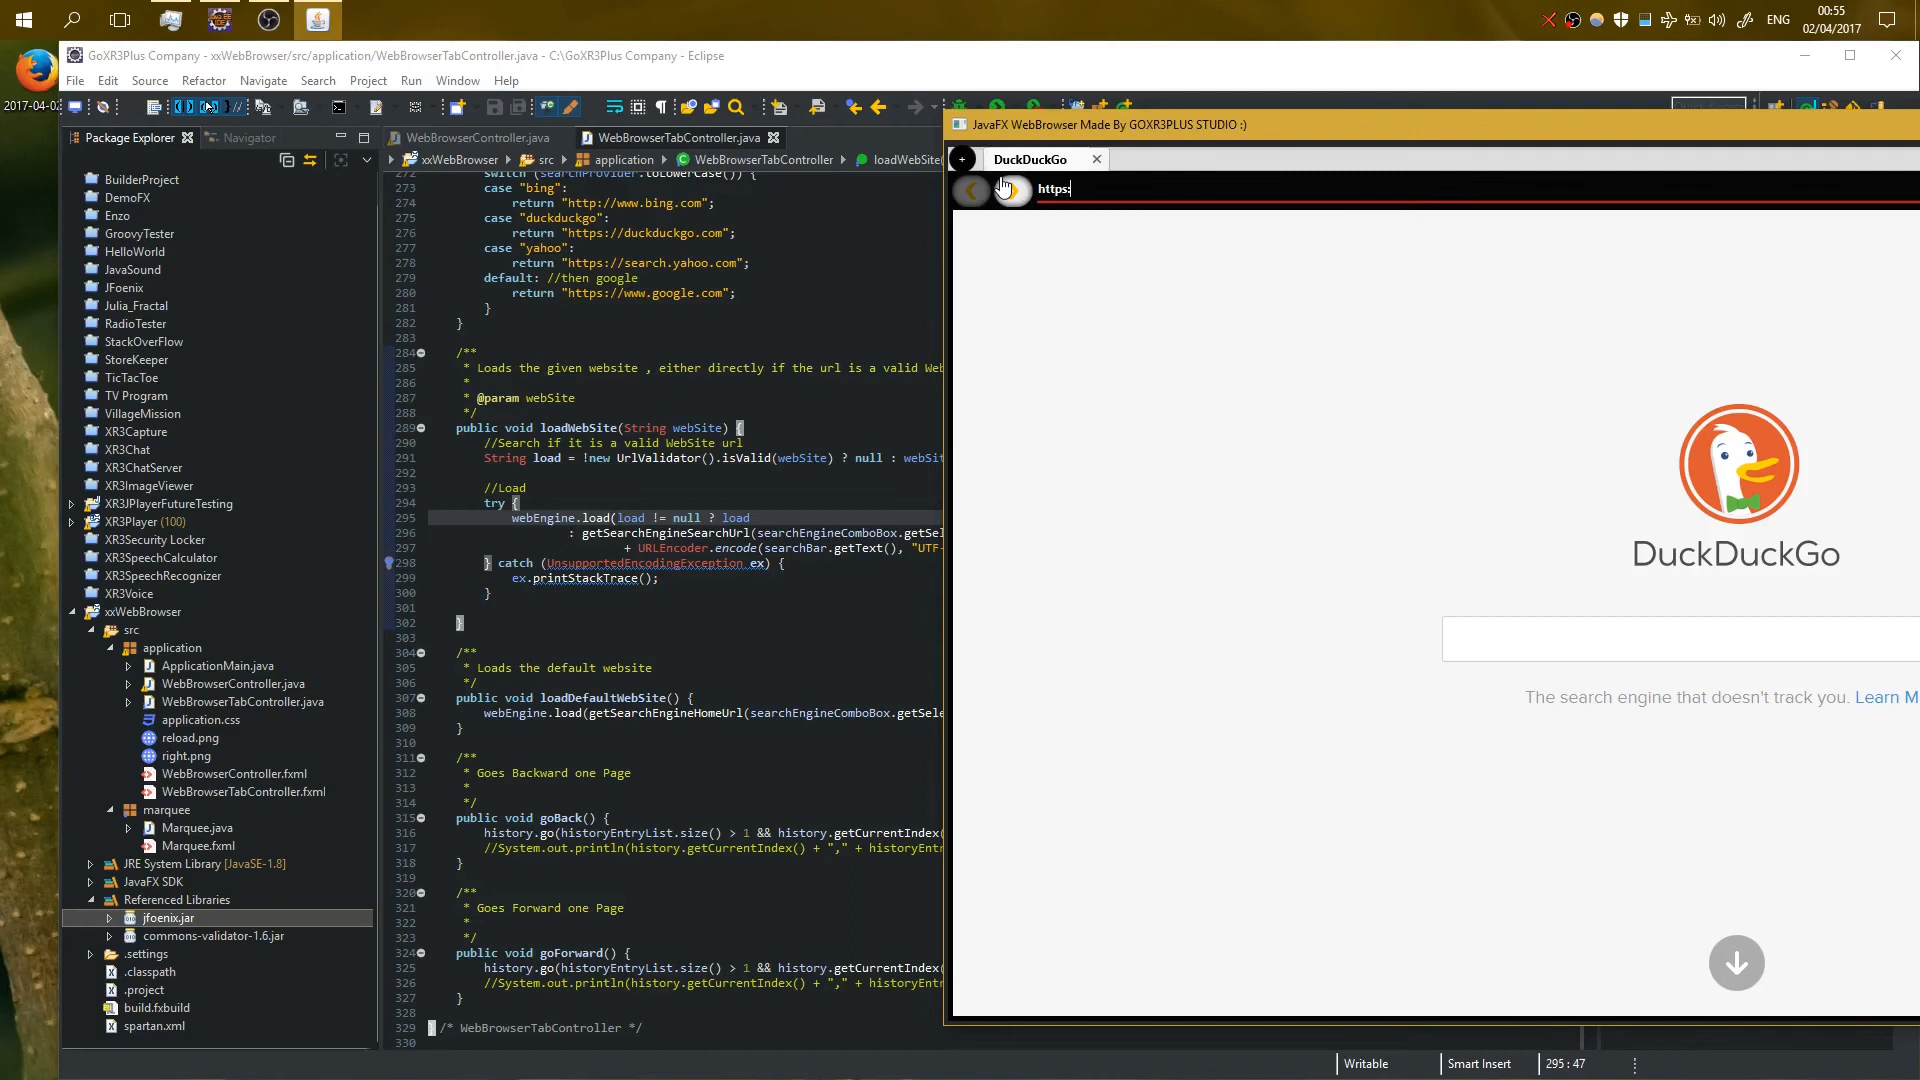 ENG
00:55
02/04/2017
GoXR3Plus Company - xxWebBrowser/src/application/WebBrowserTabController.java - C:\GoXR3Plus Company - Eclipse
File Edit Source Refactor Navigate Search Project Run Window Help
2017-04-02
Package Explorer
Navigator
BuilderProject
DemoFX
Enzo
GroovyTester
HelloWorld
JavaSound
JFoenix
Julia_Fractal
RadioTester
StackOverFlow
StoreKeeper
TicTacToe
TV Program
VillageMission
XR3Capture
XR3Chat
XR3ChatServer
XR3ImageViewer
XR3JPlayerFutureTesting
XR3Player (100)
XR3Security Locker
XR3SpeechCalculator
XR3SpeechRecognizer
XR3Voice
xxWebBrowser
src
application
ApplicationMain.java
WebBrowserController.java
WebBrowserTabController.java
application.css
reload.png
right.png
WebBrowserController.fxml
WebBrowserTabController.fxml
marquee
Marquee.java
Marquee.fxml
JRE System Library [JavaSE-1.8]
JavaFX SDK
Referenced Libraries
jfoenix.jar
commons-validator-1.6.jar
.settings
.classpath
.project
build.fxbuild
spartan.xml
WebBrowserController.java
WebBrowserTabController.java
xxWebBrowser src application WebBrowserTabController loadWebSite(
272 switch (searchProvider.toLowerCase()) {
273 case "bing":
274 return "http://www.bing.com";
275 case "duckduckgo":
276 return "https://duckduckgo.com";
277 case "yahoo":
278 return "https://search.yahoo.com";
279 default: //then google
280 return "https://www.google.com";
281 }
282 }
283
284 /**
285 * Loads the given website , either directly if the url is a valid Web
286 *
287 * @param webSite
288 */
289 public void loadWebSite(String webSite) {
290 //Search if it is a valid WebSite url
291 String load = !new UrlValidator().isValid(webSite) ? null : webSit
292
293 //Load
294 try {
295 webEngine.load(load != null ? load
296 : getSearchEngineSearchUrl(searchEngineComboBox.getSel
297 + URLEncoder.encode(searchBar.getText(), "UTF-
298 } catch (UnsupportedEncodingException ex) {
299 ex.printStackTrace();
300 }
301
302 }
303
304 /**
305 * Loads the default website
306 */
307 public void loadDefaultWebSite() {
308 webEngine.load(getSearchEngineHomeUrl(searchEngineComboBox.getSele
309 }
310
311 /**
312 * Goes Backward one Page
313 *
314 */
315 public void goBack() {
316 history.go(historyEntryList.size() > 1 && history.getCurrentIndex(
317 //System.out.println(history.getCurrentIndex() + "," + historyEntr
318 }
319
320 /**
321 * Goes Forward one Page
322 *
323 */
324 public void goForward() {
325 history.go(historyEntryList.size() > 1 && history.getCurrentIndex(
326 //System.out.println(history.getCurrentIndex() + "," + historyEntr
327 }
328
329 } /* WebBrowserTabController */
330
JavaFX WebBrowser Made By GOXR3PLUS STUDIO :)
+
DuckDuckGo
https:
DuckDuckGo
The search engine that doesn't track you. Learn M
Writable
Smart Insert
295 : 47